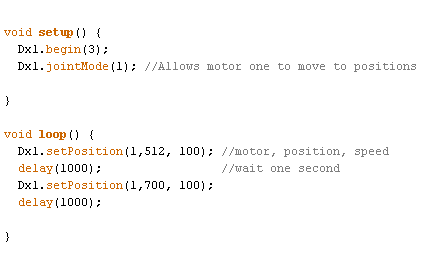 void setup() {
  Dxl.begin(3);
  Dxl.jointMode(1); //Allows motor one to move to positions
}
void loop() {
  Dxl.setPosition(1,512, 100); //motor, position, speed
  delay(1000);                 //wait one second
  Dxl.setPosition(1,700, 100);
  delay(1000);
}